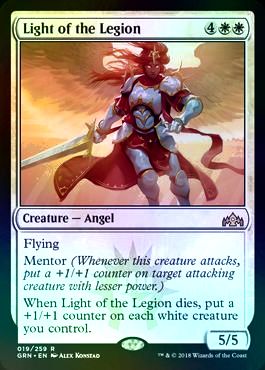 Light of the Legion 4
Creature — Angel
Flying
Mentor (Whenever this creature attacks,
put a +1/+1 counter on target attacking
creature with lesser power.)
When Light of the Legion dies, put a
+1/+1 counter on each white creature
you control.
5/5
019/259 R
GRN • EN ALEX KONSTAD ™ & © 2018 Wizards of the Coast